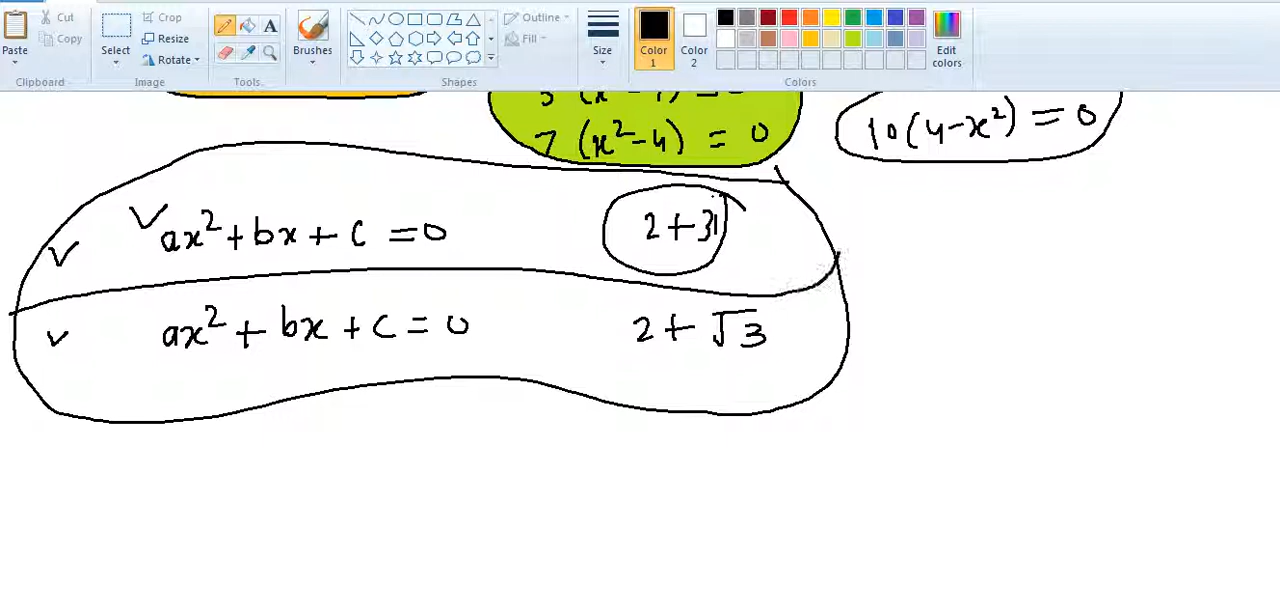 Paste
Cut
Copy
Clipboard
Select
Crop
Resize
Rotate
Image
A
Tools
Brushes
Shapes
Outline
Fill
Size
Color 1
Color 2
Colors
Edit colors
7 (x² - 4) = 0
10(4-x²) = 0
ax² + bx + c = 0 2 + 3i
ax² + bx + c = 0 2 + √3